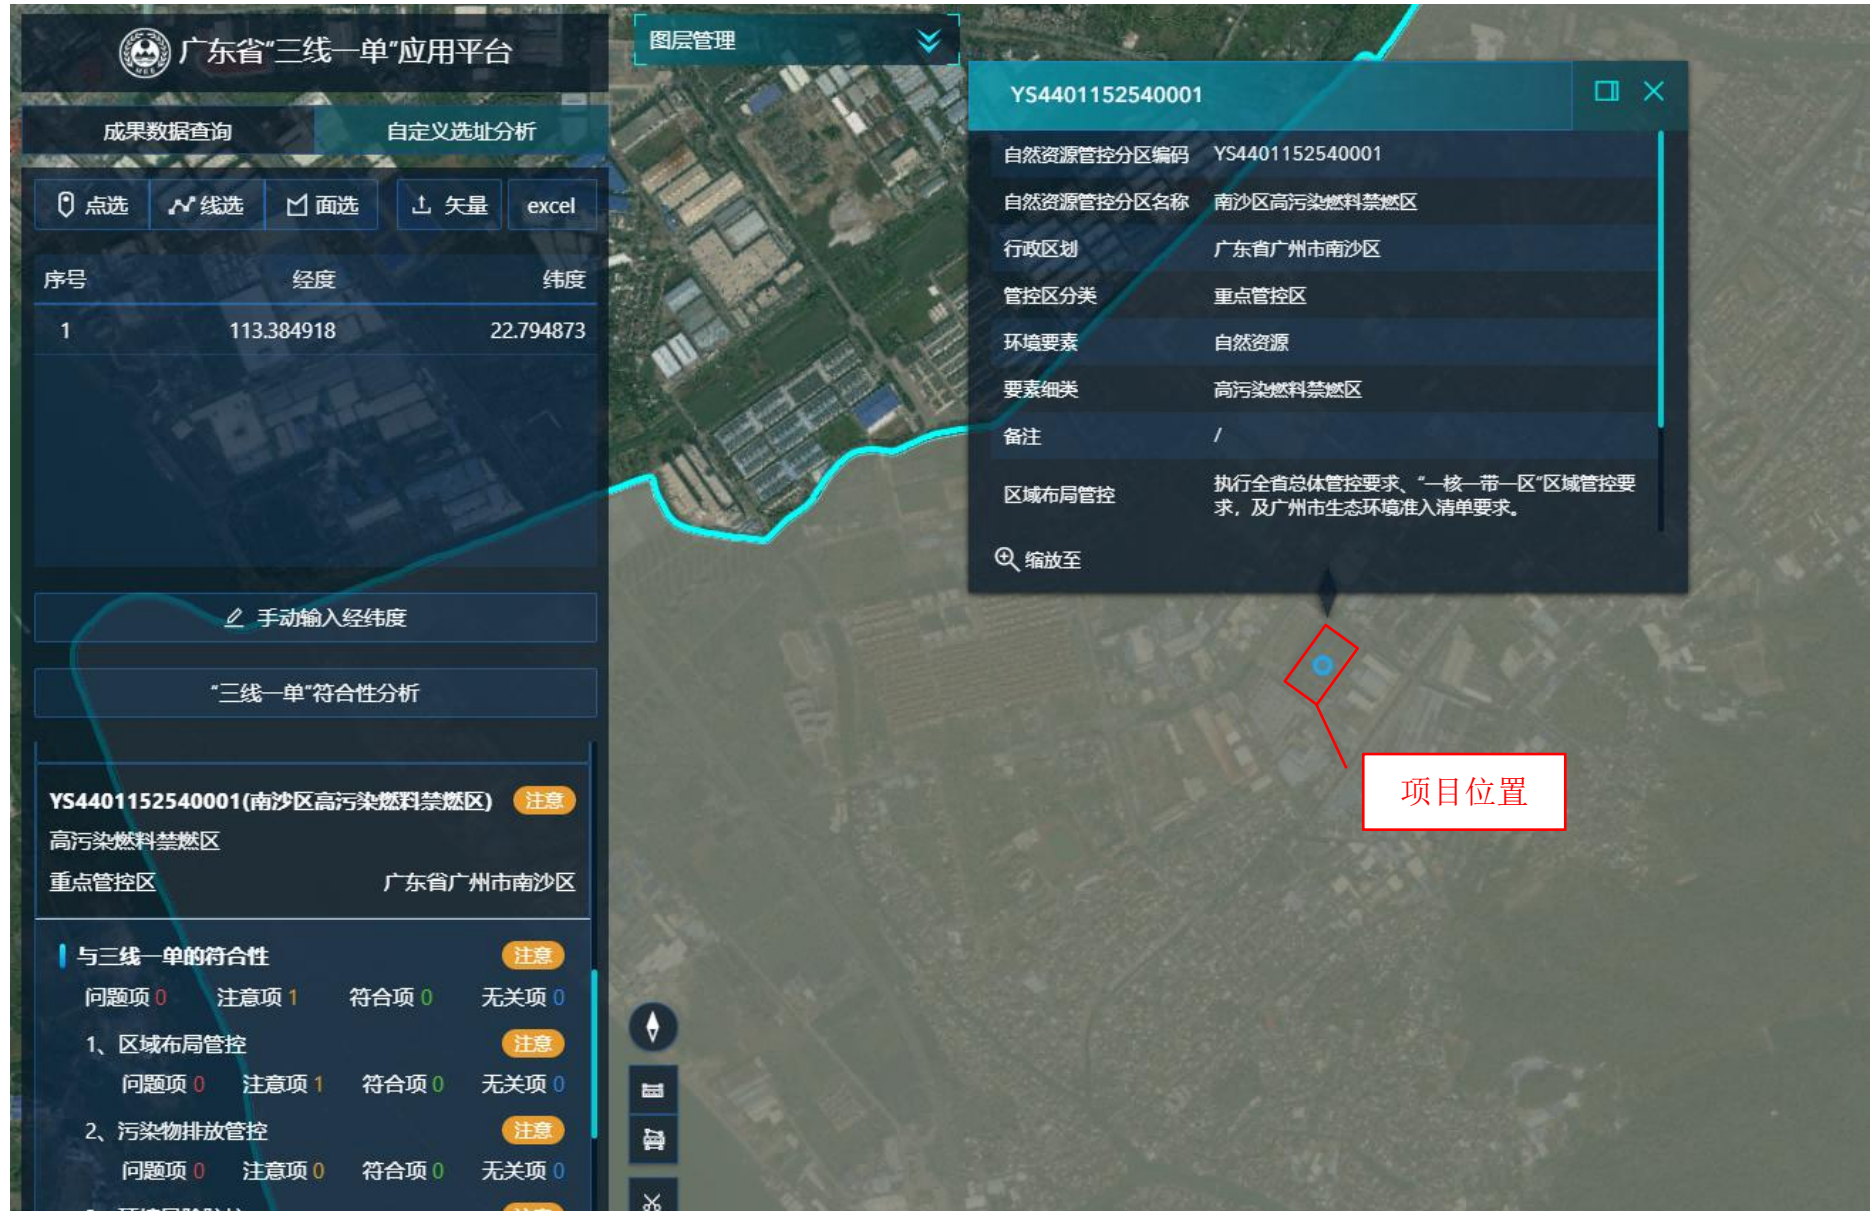 广东省“三线一单”应用平台
成果数据查询 自定义选址分析
点选 线选 面选 矢量 excel
序号 经度 纬度
1 113.384918 22.794873
手动输入经纬度
“三线一单”符合性分析
YS4401152540001(南沙区高污染燃料禁燃区) 注意
高污染燃料禁燃区
重点管控区 广东省广州市南沙区
与三线一单的符合性 注意
问题项 0 注意项 1 符合项 0 无关项 0
1、区域布局管控 注意
问题项 0 注意项 1 符合项 0 无关项 0
2、污染物排放管控 注意
问题项 0 注意项 0 符合项 0 无关项 0
图层管理
YS4401152540001
自然资源管控分区编码 YS4401152540001
自然资源管控分区名称 南沙区高污染燃料禁燃区
行政区划 广东省广州市南沙区
管控区分类 重点管控区
环境要素 自然资源
要素细类 高污染燃料禁燃区
备注 /
区域布局管控 执行全省总体管控要求、“一核一带一区”区域管控要
求，及广州市生态环境准入清单要求。
缩放至
项目位置